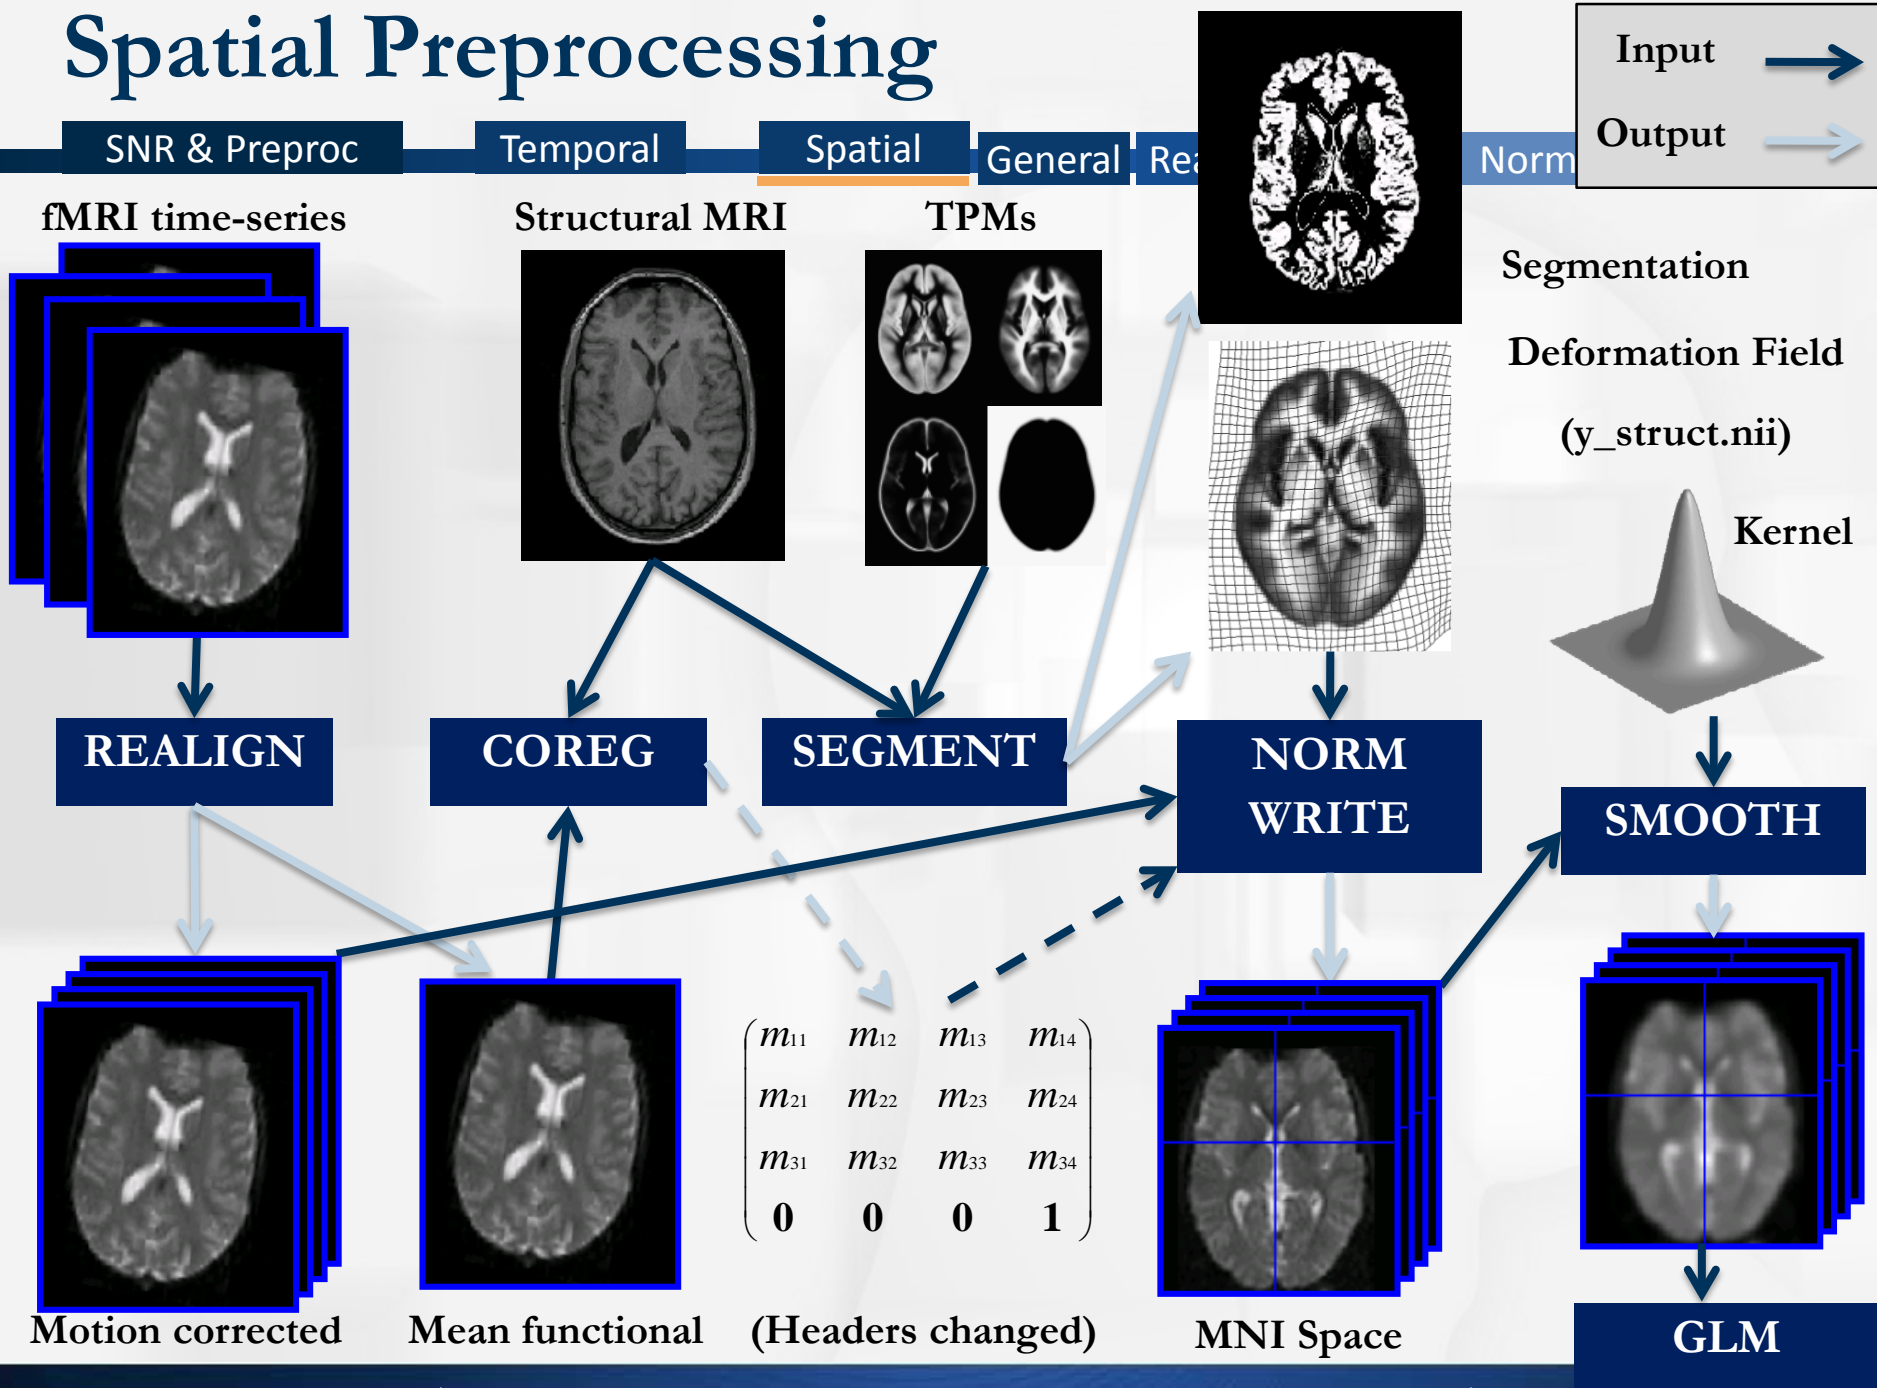 Spatial Preprocessing
Input
Output
SNR & Preproc
Temporal
Spatial
General
Rea
Norm
fMRI time-series
Structural MRI
TPMs
Segmentation
Deformation Field
(y_struct.nii)
Kernel
REALIGN
COREG
SEGMENT
NORM
WRITE
SMOOTH
m11 m12 m13 m14
m21 m22 m23 m24
m31 m32 m33 m34
0 0 0 1
Motion corrected
Mean functional
(Headers changed)
MNI Space
GLM